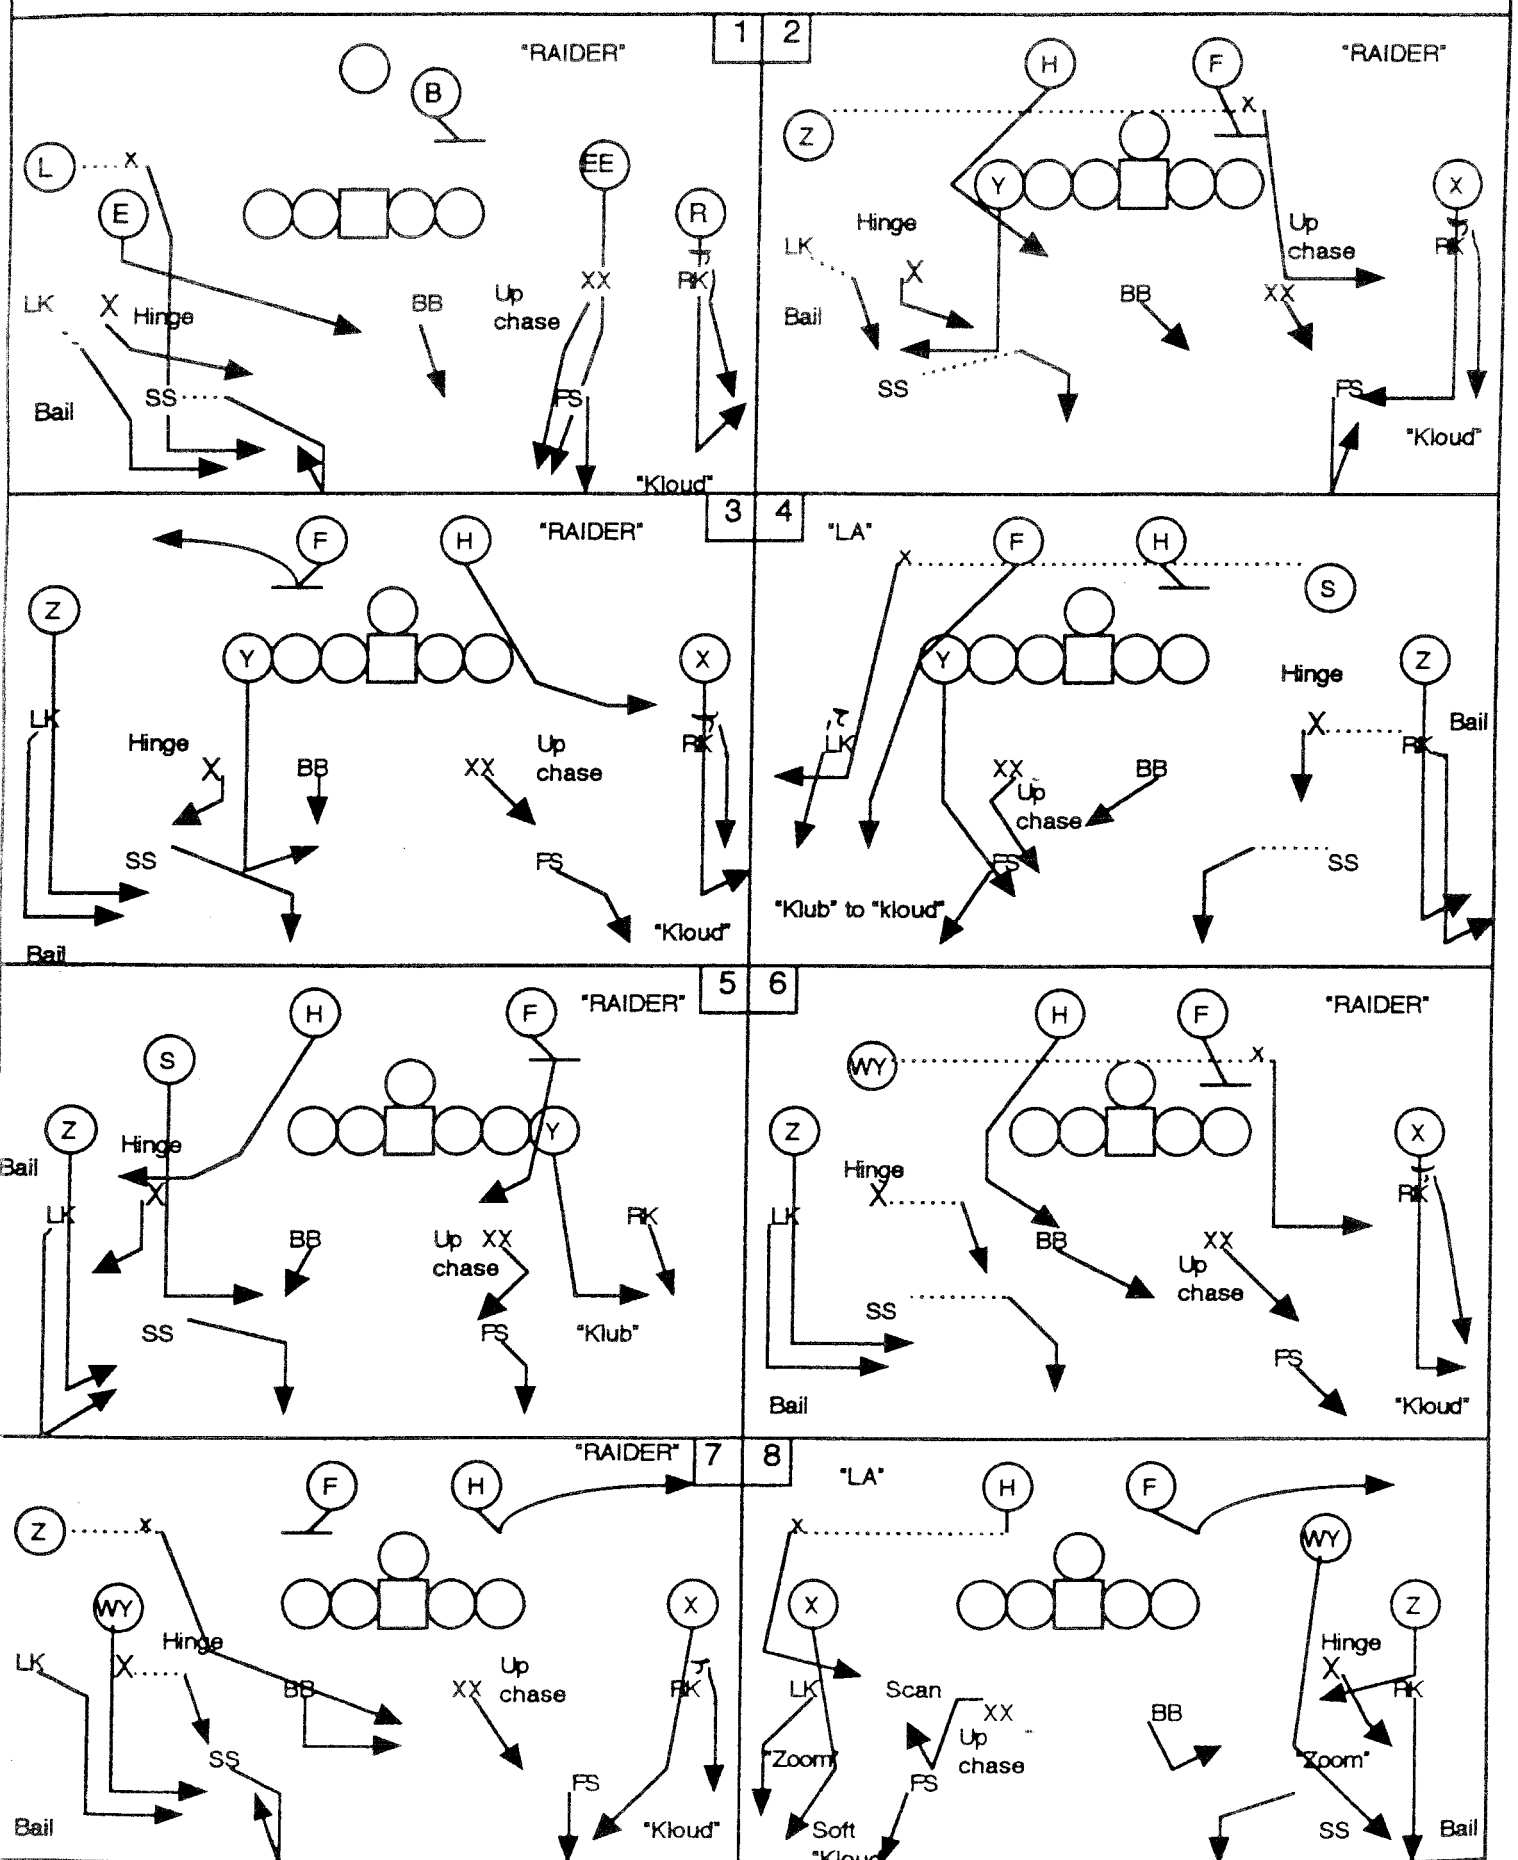 "RAIDER"
1
B
L
x
EE
E
R
RK
XX
LK
X
Hinge
BB
Up
chase
SS
FS
Bail
"Kloud"
2
"RAIDER"
H
F
x
Z
Y
X
Hinge
Up
chase
LK
RK
X
BB
XX
Bail
SS
FS
"Kloud"
3
F
H
"RAIDER"
Z
Y
X
LK
Hinge
Up
chase
RK
X
BB
XX
SS
FS
"Kloud"
Bail
4
"LA"
F
H
x
S
Y
Z
Hinge
X
Bail
LK
RK
XX
BB
Up
chase
FS
SS
"Klub" to "kloud"
5
"RAIDER"
H
F
S
Z
Y
Hinge
Bail
X
LK
RK
BB
Up
XX
chase
SS
FS
"Klub"
6
H
F
"RAIDER"
WY
x
Z
X
Hinge
X
RK
LK
BB
XX
Up
chase
SS
FS
Bail
"Kloud"
"RAIDER"
7
F
H
Z
x
WY
X
Hinge
LK
X
Up
BB
XX
chase
RK
SS
FS
Bail
"Kloud"
8
"LA"
H
F
x
WY
X
Z
Hinge
X
LK
Scan
RK
XX
BB
Up
chase
"Zoom"
"Zoom"
FS
Soft
SS
Bail
"Kloud